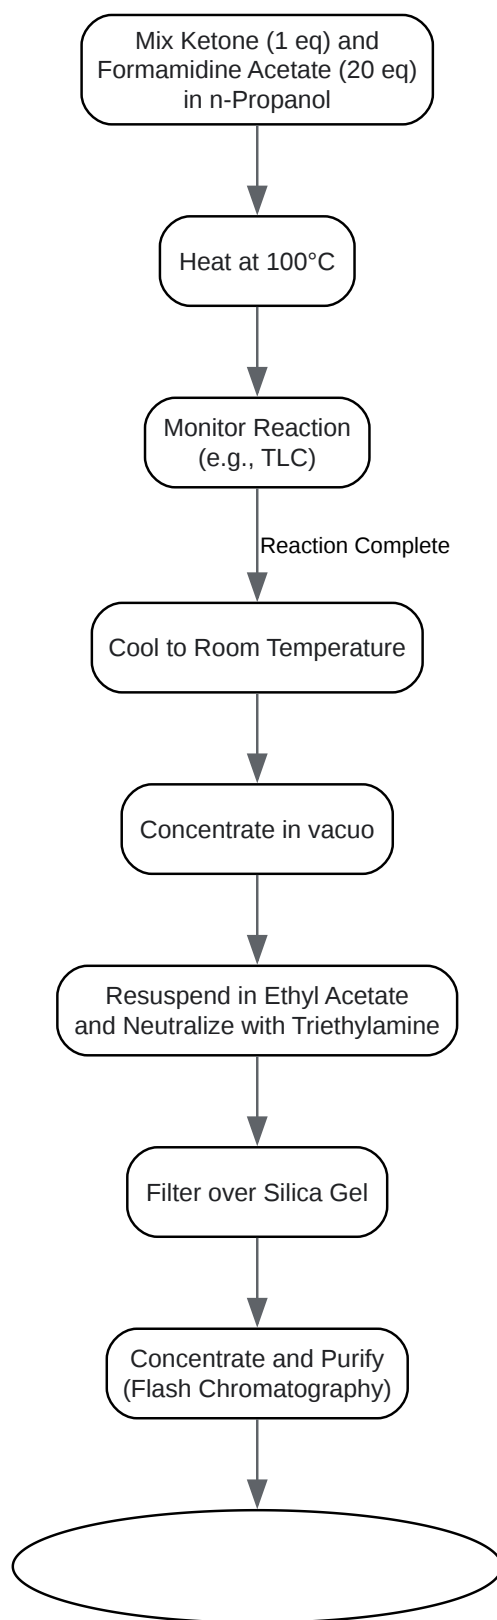 Mix Ketone (1 eq) and
Formamidine Acetate (20 eq)
in n-Propanol
Heat at 100°C
Monitor Reaction
(e.g., TLC)
Reaction Complete
Cool to Room Temperature
Concentrate in vacuo
Resuspend in Ethyl Acetate
and Neutralize with Triethylamine
Filter over Silica Gel
Concentrate and Purify
(Flash Chromatography)